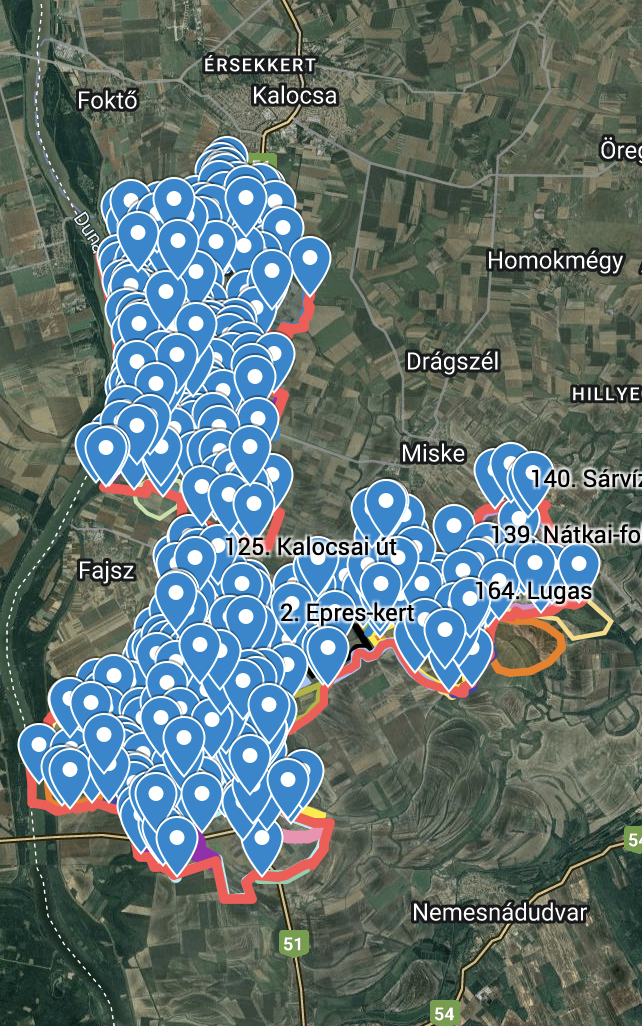 ÉRSEKKERT
Foktő
Kalocsa
Öreg
Duna
Homokmégy
Drágszél
HILLYE
Miske
140. Sárvíz
139. Nátkai-fo
125. Kalocsai út
Fajsz
164. Lugas
2. Epres-kert
54
Nemesnádudvar
51
54